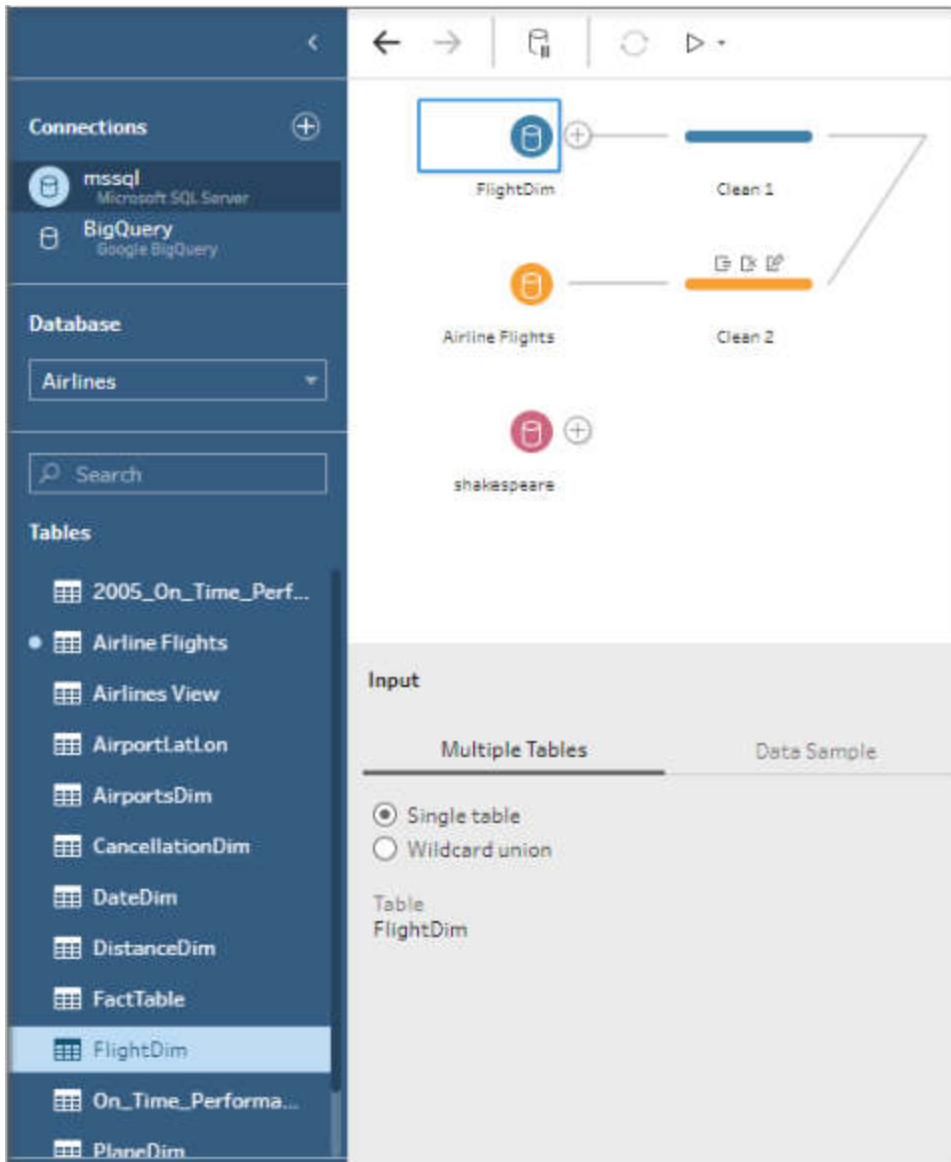 Connections
mssql
Microsoft SQL Server
BigQuery
Google BigQuery
Database
Airlines
Search
Tables
2005_On_Time_Perf...
Airline Flights
Airlines View
AirportLatLon
AirportsDim
CancellationDim
DateDim
DistanceDim
FactTable
FlightDim
On_Time_Performa...
PlaneDim
FlightDim
Clean 1
Airline Flights
Clean 2
shakespeare
Input
Multiple Tables
Data Sample
Single table
Wildcard union
Table
FlightDim